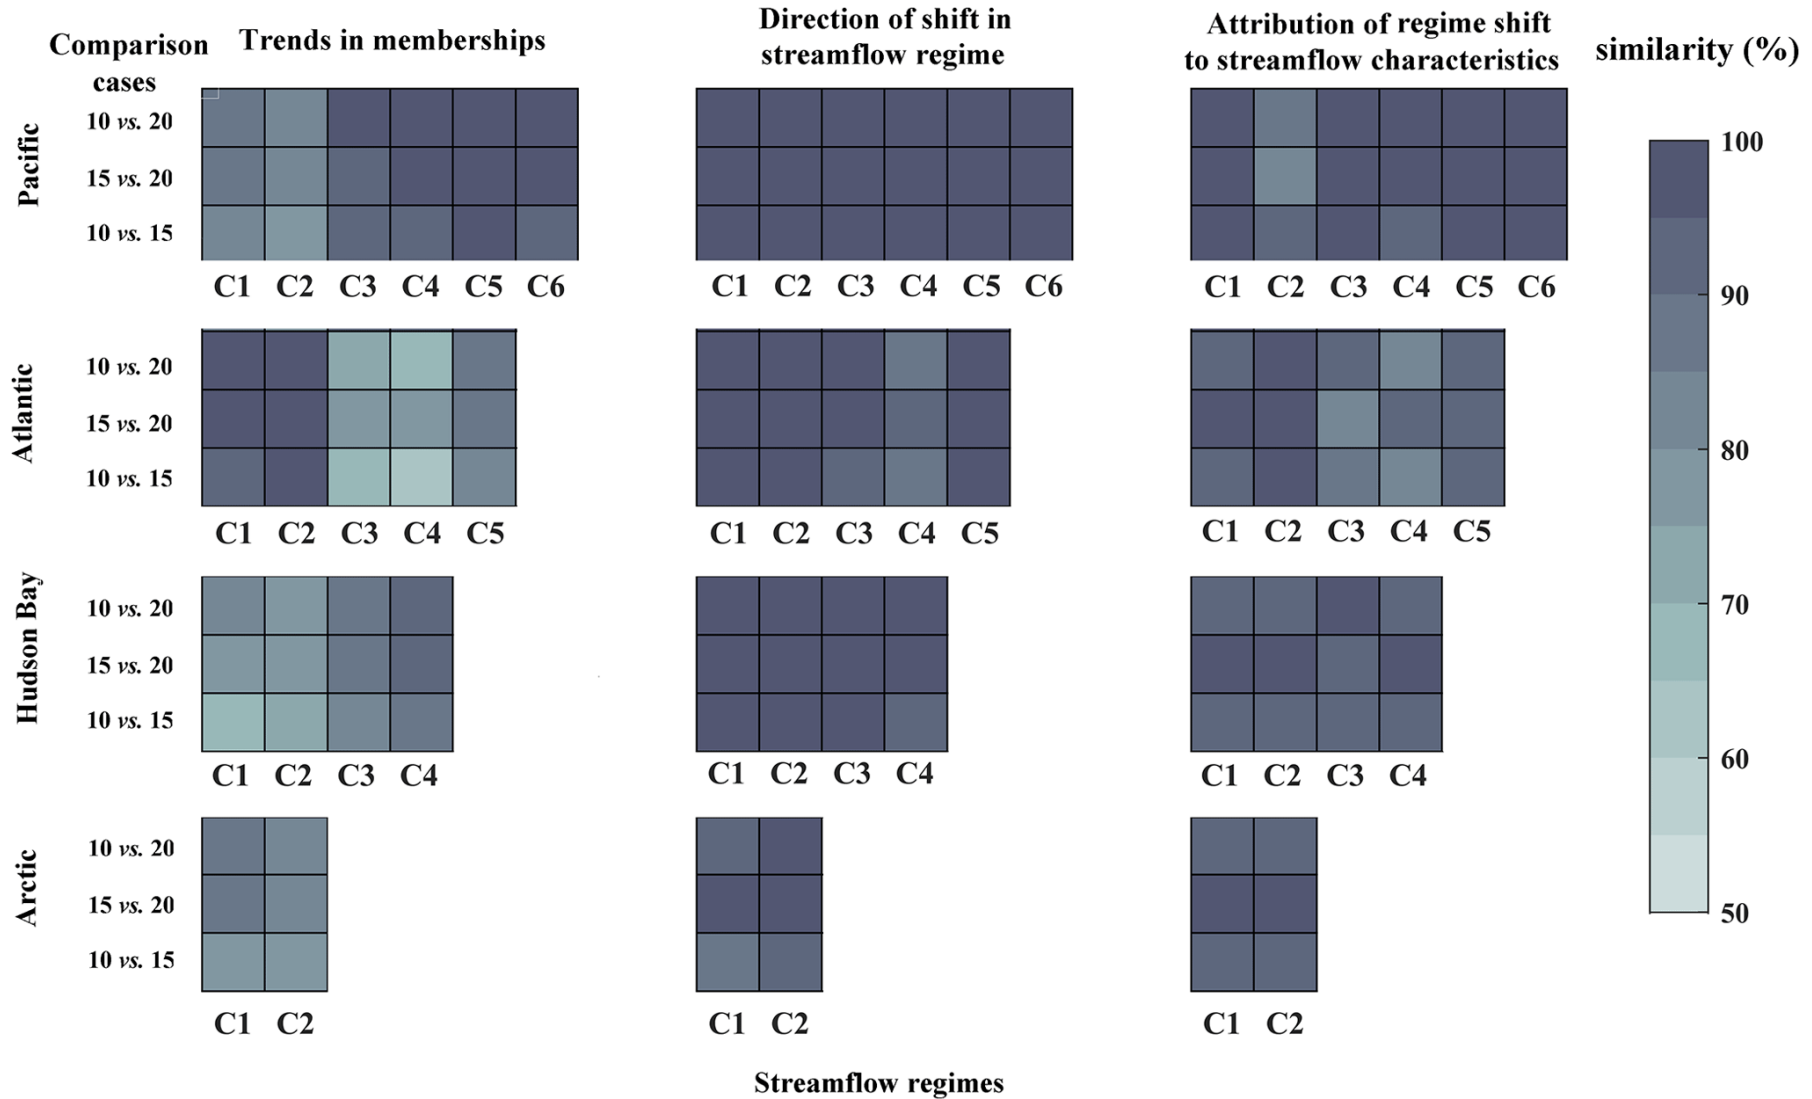 Comparison
cases
Trends in memberships
Direction of shift in
streamflow regime
Attribution of regime shift
to streamflow characteristics
similarity (%)
Pacific
10 vs. 20
15 vs. 20
10 vs. 15
C1 C2 C3 C4 C5 C6
C1 C2 C3 C4 C5 C6
C1 C2 C3 C4 C5 C6
Atlantic
10 vs. 20
15 vs. 20
10 vs. 15
C1 C2 C3 C4 C5
C1 C2 C3 C4 C5
C1 C2 C3 C4 C5
Hudson Bay
10 vs. 20
15 vs. 20
10 vs. 15
C1 C2 C3 C4
C1 C2 C3 C4
C1 C2 C3 C4
Arctic
10 vs. 20
15 vs. 20
10 vs. 15
C1 C2
C1 C2
C1 C2
Streamflow regimes
100
90
80
70
60
50